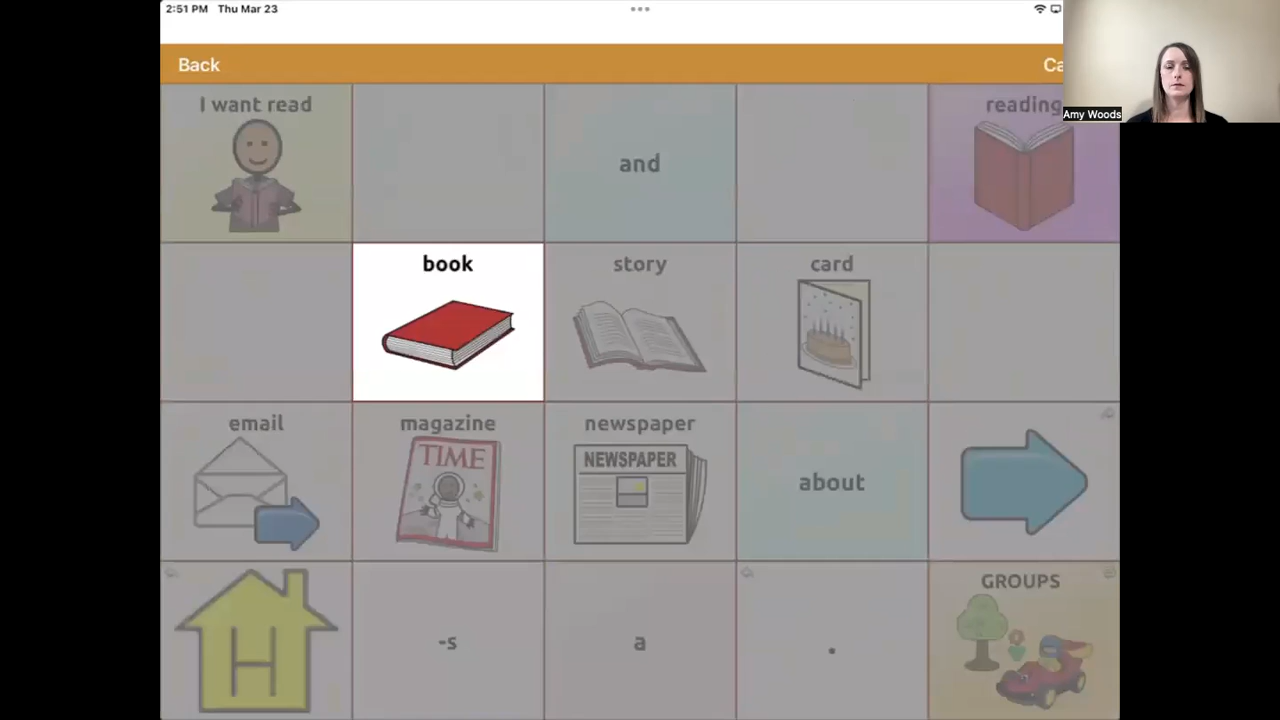 2:51 PM Thu Mar 23
Back
Amy Woods
I want read
and
reading
book
story
card
email
magazine
newspaper
about
TIME
NEWSPAPER
H
-s
a
.
GROUPS